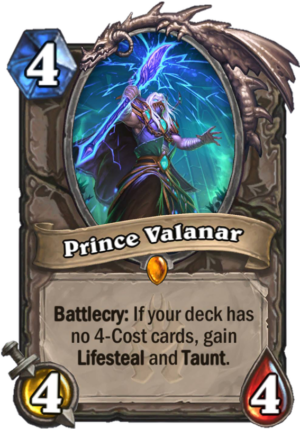 4
Prince Valanar
Battlecry: If your deck has
no 4-Cost cards, gain
Lifesteal and Taunt.
4
4